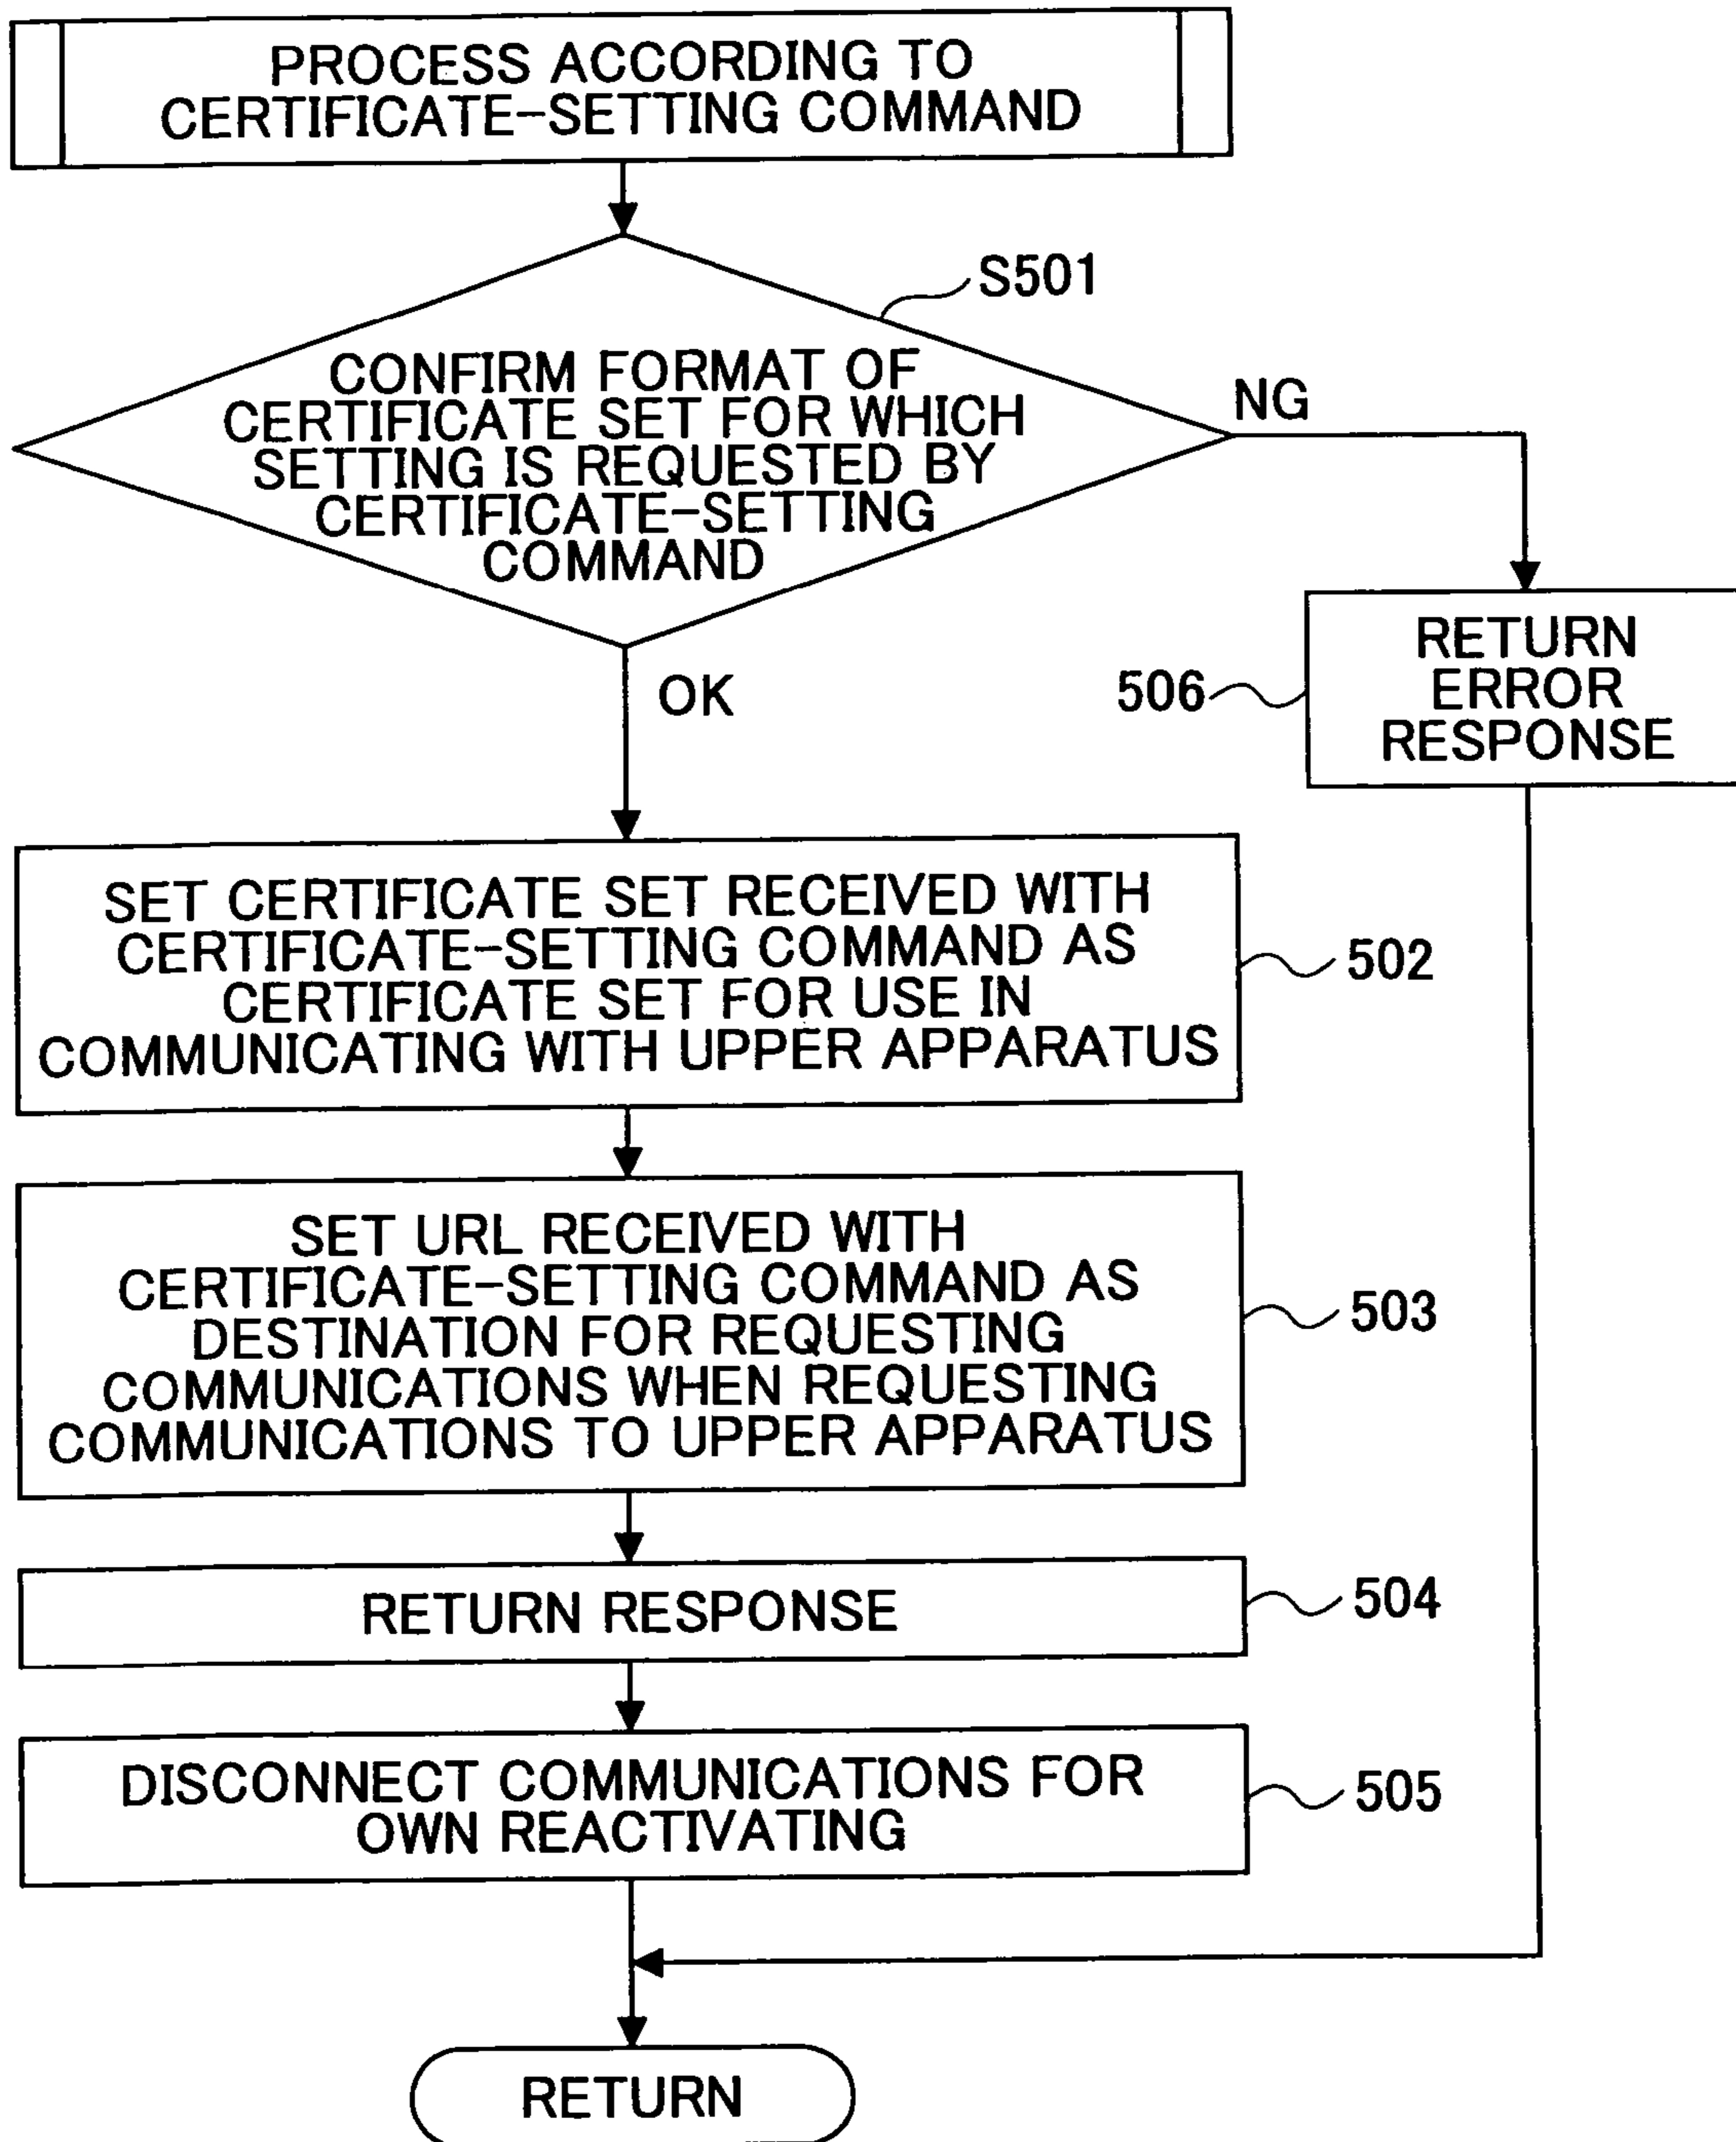 PROCESS ACCORDING TO
CERTIFICATE-SETTING COMMAND
S501
CONFIRM FORMAT OF
CERTIFICATE SET FOR WHICH
SETTING IS REQUESTED BY
CERTIFICATE-SETTING
COMMAND
NG
OK
506
RETURN
ERROR
RESPONSE
SET CERTIFICATE SET RECEIVED WITH
CERTIFICATE-SETTING COMMAND AS
CERTIFICATE SET FOR USE IN
COMMUNICATING WITH UPPER APPARATUS
502
SET URL RECEIVED WITH
CERTIFICATE-SETTING COMMAND AS
DESTINATION FOR REQUESTING
COMMUNICATIONS WHEN REQUESTING
COMMUNICATIONS TO UPPER APPARATUS
503
RETURN RESPONSE
504
DISCONNECT COMMUNICATIONS FOR
OWN REACTIVATING
505
RETURN